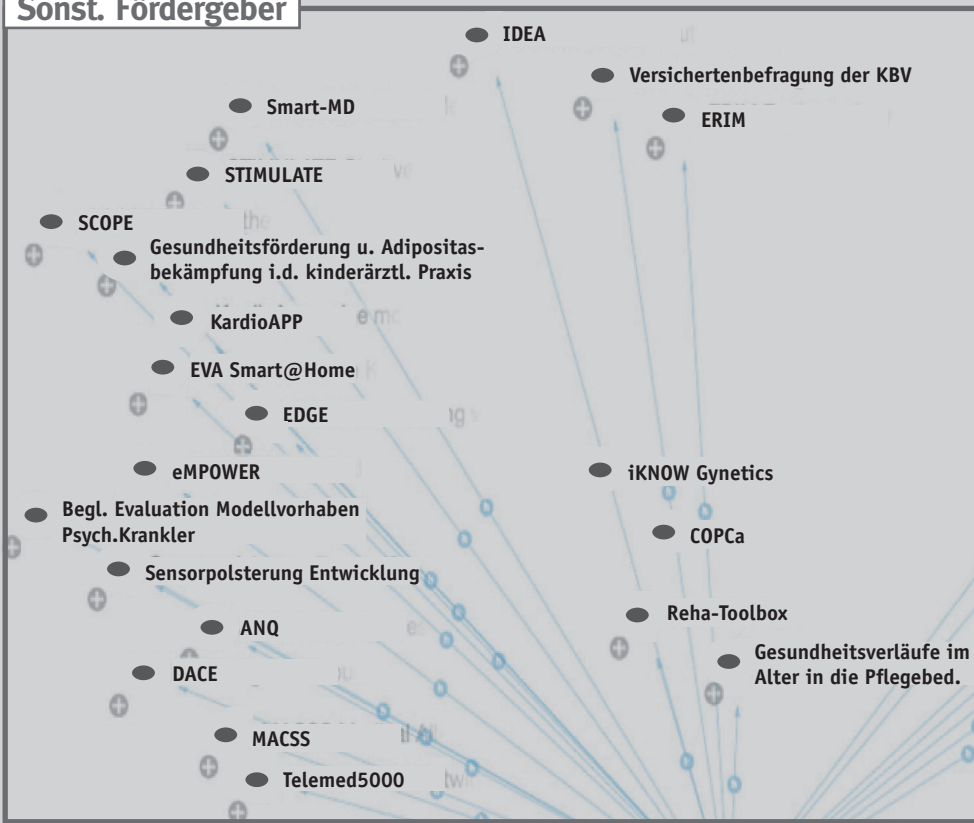 Sonst. Fördergeber
IDEA
Versichertenbefragung der KBV
Smart-MD
ERIM
STIMULATE
SCOPE
Gesundheitsförderung u. Adipositas-
bekämpfung i.d. kinderärztl. Praxis
KardioAPP
EVA Smart@Home
EDGE
eMPOWER
iKNOW Gynetics
Begl. Evaluation Modellvorhaben
Psych.Krankler
COPCa
Sensorpolsterung Entwicklung
Reha-Toolbox
ANQ
Gesundheitsverläufe im
Alter in die Pflegebed.
DACE
MACSS
Telemed5000